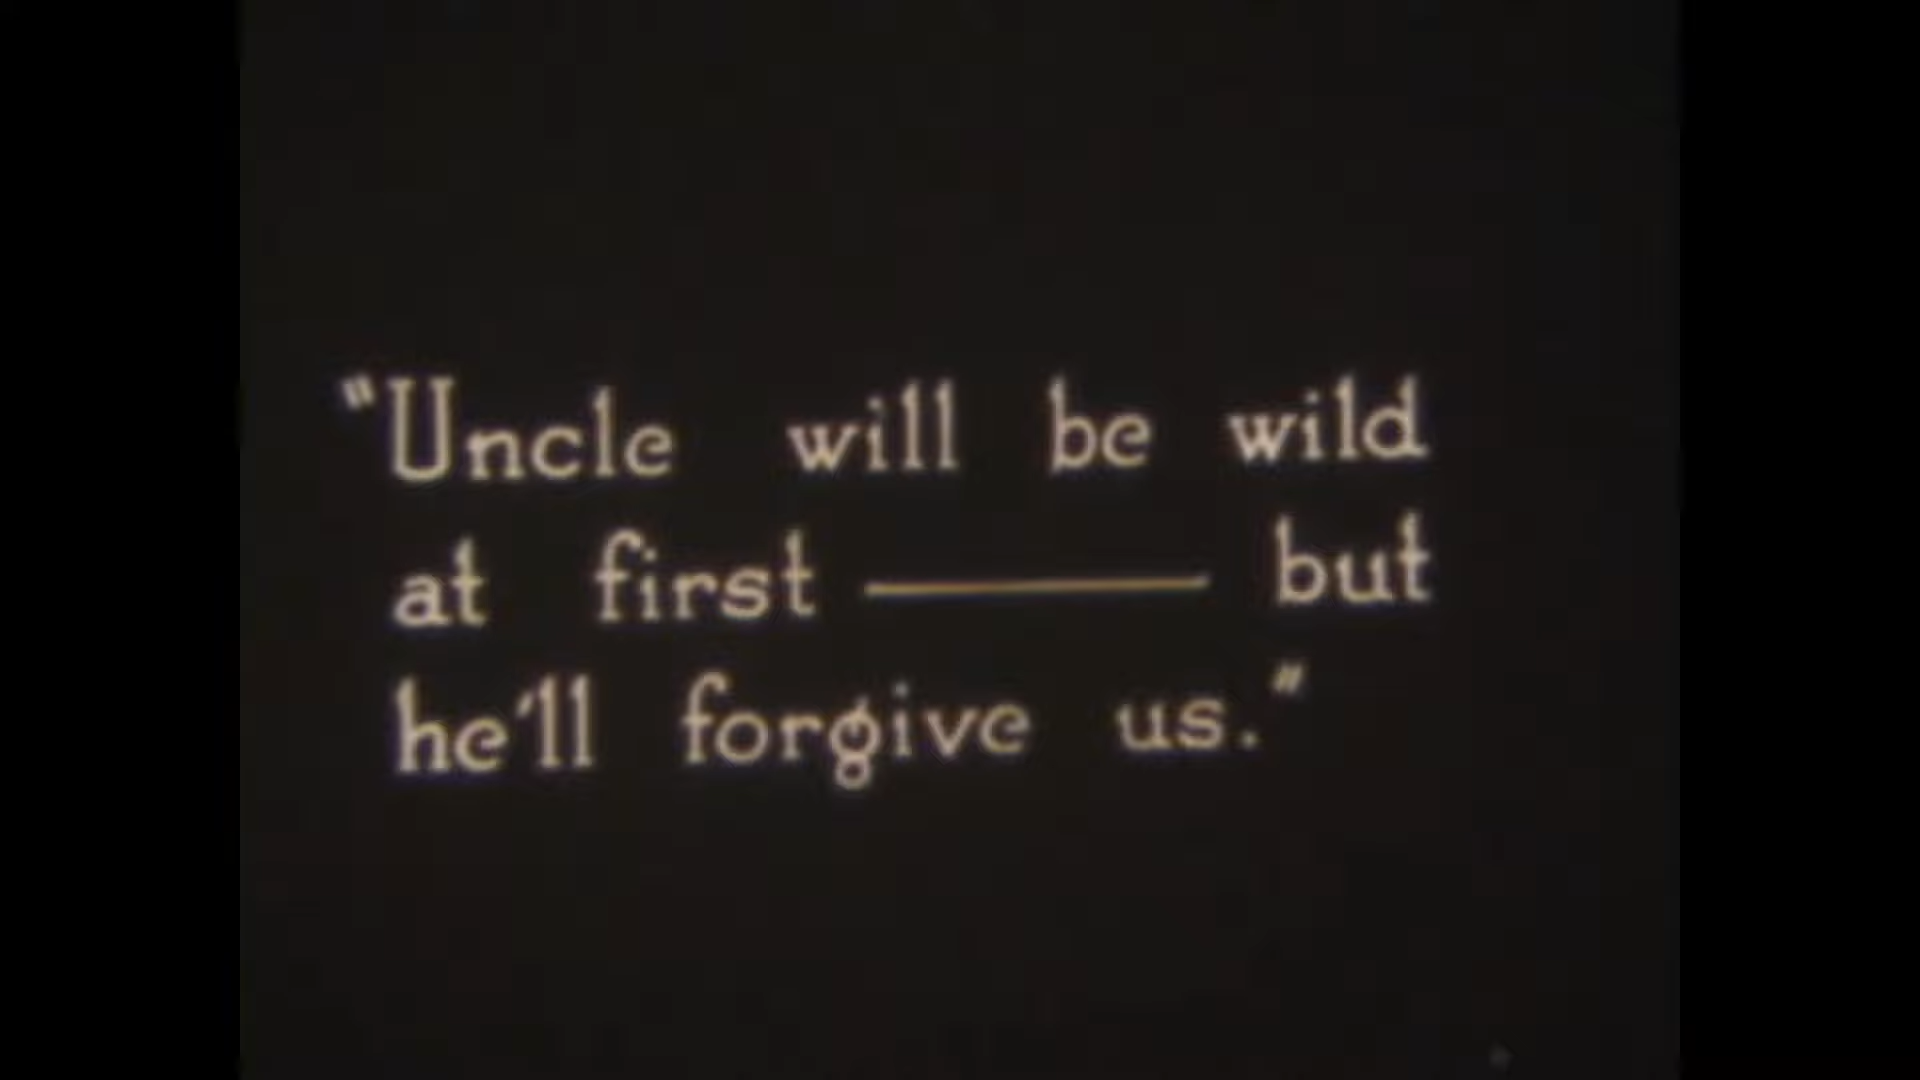 "Uncle will be wild
at first —— but
he'll forgive us."